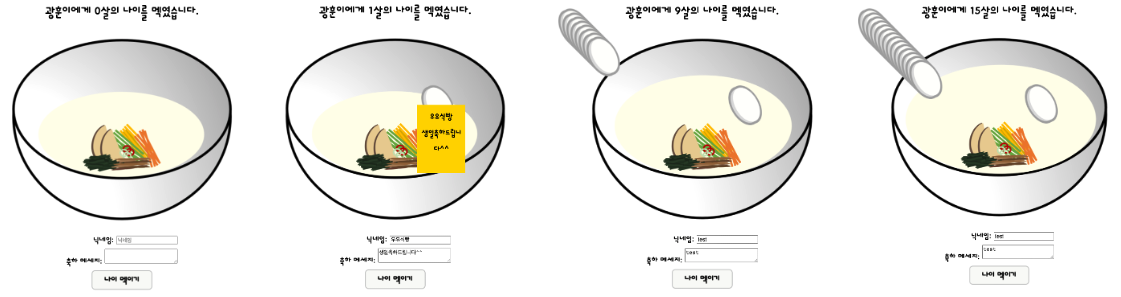 광훈이에게 0살의 나이를 먹였습니다.
닉네임: 닉네임
축하 메세지:
나이 먹이기
광훈이에게 1살의 나이를 먹였습니다.
우유식빵
생일축하드립니
다^^
닉네임: 우유식빵
축하 메세지: 생일축하드립니다^^
나이 먹이기
광훈이에게 9살의 나이를 먹였습니다.
닉네임: test
축하 메세지: test
나이 먹이기
광훈이에게 15살의 나이를 먹였습니다.
닉네임: test
축하 메세지: test
나이 먹이기